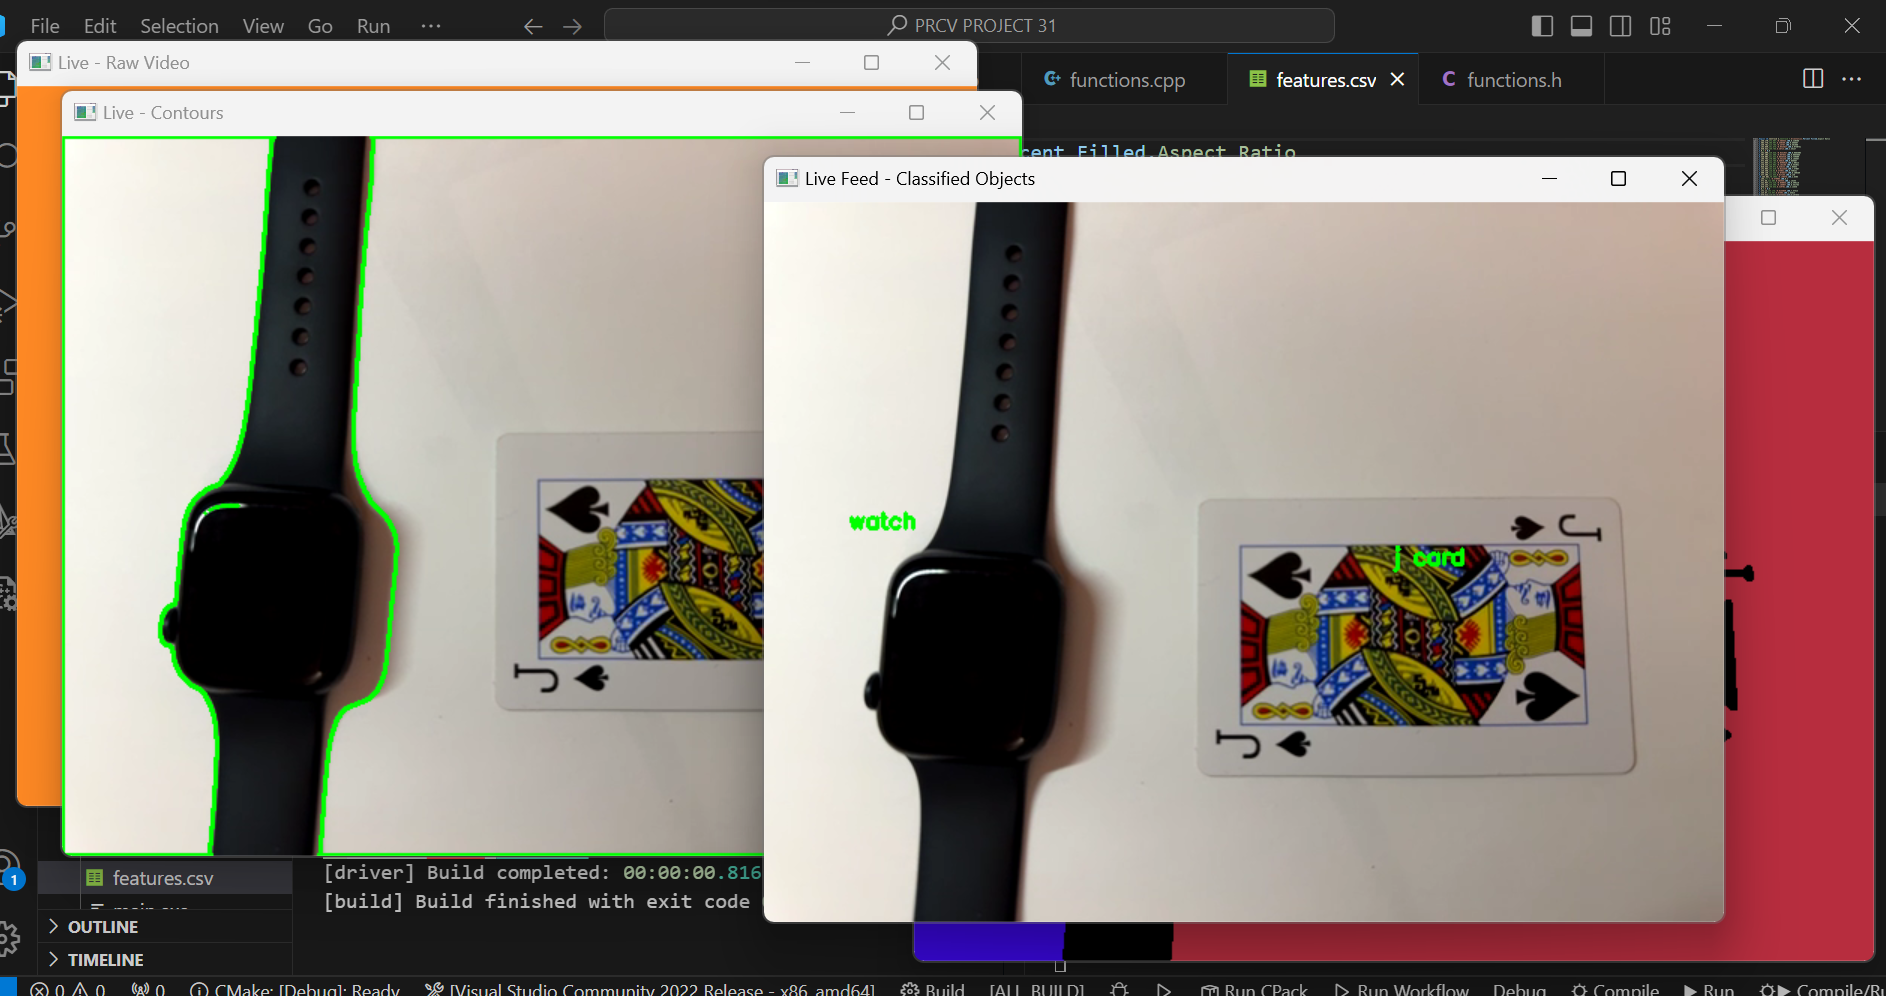 File Edit Selection View Go Run ···
PRCV PROJECT 31
Live - Raw Video
functions.cpp
features.csv
functions.h
Live - Contours
cent Filled,Aspect Ratio
Live Feed - Classified Objects
watch
j card
J
J
J
1
features.csv
[driver] Build completed: 00:00:00.816
[build] Build finished with exit code
OUTLINE
TIMELINE
0 0 0 CMake: [Debug]: Ready [Visual Studio Community 2022 Release - x86_amd64] Build [ALL_BUILD] Run CPack Run Workflow Debug Compile Run Compile/Ru